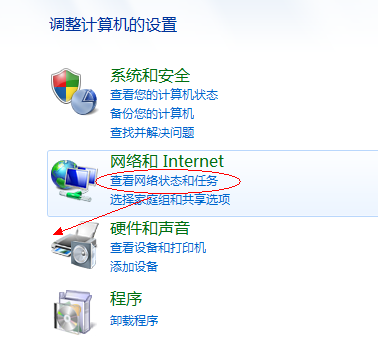 调整计算机的设置
系统和安全
查看您的计算机状态
备份您的计算机
查找并解决问题
网络和 Internet
查看网络状态和任务
选择家庭组和共享选项
硬件和声音
查看设备和打印机
添加设备
程序
卸载程序